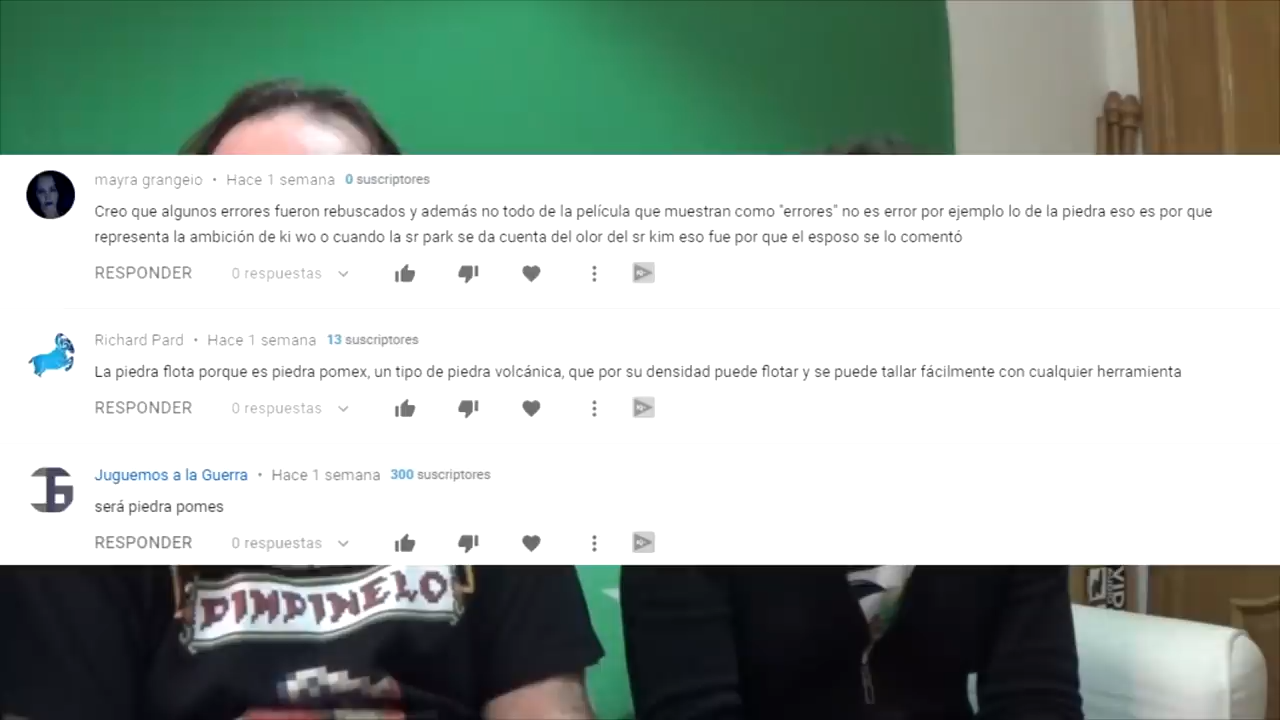 mayra grangeio • Hace 1 semana 0 suscriptores
Creo que algunos errores fueron rebuscados y además no todo de la película que muestran como "errores" no es error por ejemplo lo de la piedra eso es por que
representa la ambición de ki wo o cuando la sr park se da cuenta del olor del sr kim eso fue por que el esposo se lo comentó
RESPONDER 0 respuestas
Richard Pard • Hace 1 semana 13 suscriptores
La piedra flota porque es piedra pomex, un tipo de piedra volcánica, que por su densidad puede flotar y se puede tallar fácilmente con cualquier herramienta
RESPONDER 0 respuestas
Juguemos a la Guerra • Hace 1 semana 300 suscriptores
será piedra pomes
RESPONDER 0 respuestas
PIMPINELO